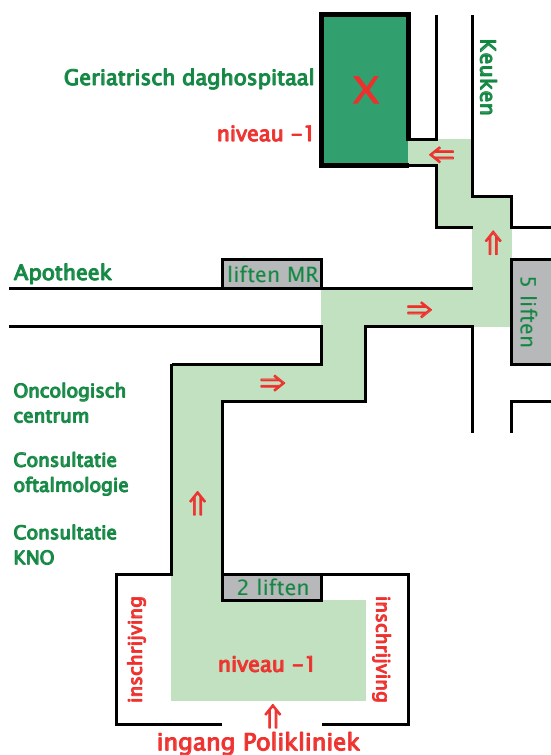 Geriatrisch daghospitaal
X
Keuken
niveau -1
Apotheek
liften MR
5 liften
Oncologisch
centrum
Consultatie
oftalmologie
Consultatie
KNO
2 liften
inschrijving
inschrijving
niveau -1
ingang Polikliniek